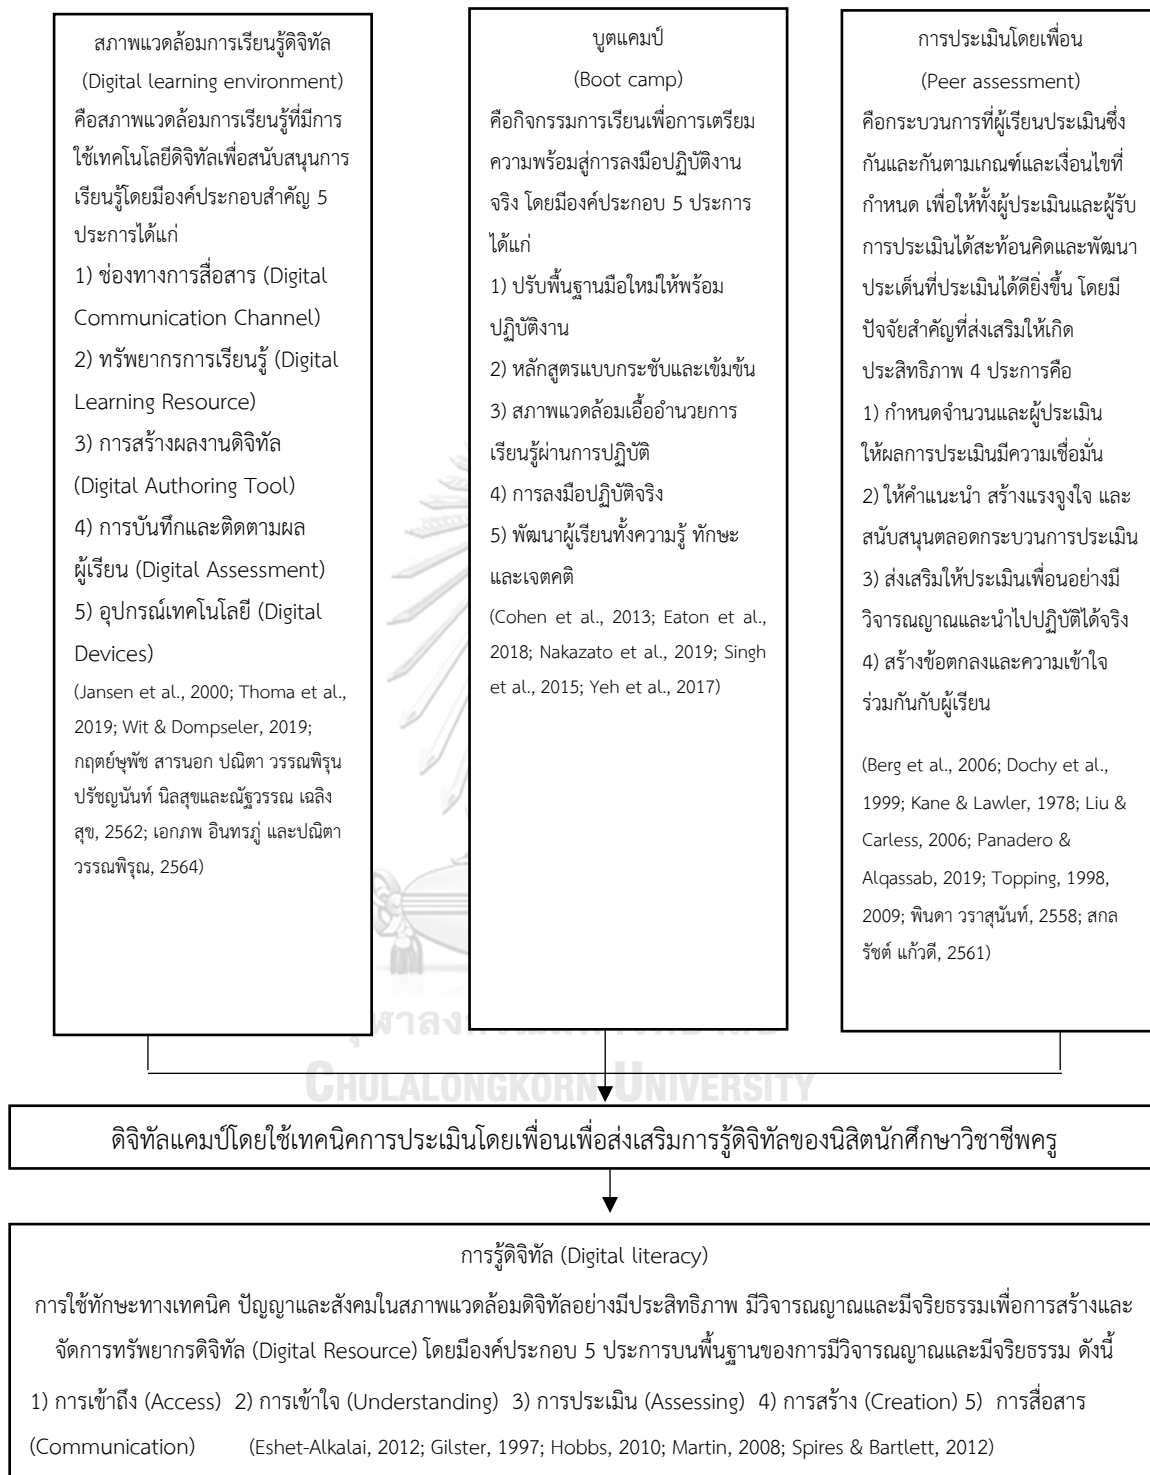 สภาพแวดล้อมการเรียนรู้ดิจิทัล
(Digital learning environment)
คือสภาพแวดล้อมการเรียนรู้ที่มีการ
ใช้เทคโนโลยีดิจิทัลเพื่อสนับสนุนการ
เรียนรู้โดยมีองค์ประกอบสำคัญ 5
ประการได้แก่
1) ช่องทางการสื่อสาร (Digital
Communication Channel)
2) ทรัพยากรการเรียนรู้ (Digital
Learning Resource)
3) การสร้างผลงานดิจิทัล
(Digital Authoring Tool)
4) การบันทึกและติดตามผล
ผู้เรียน (Digital Assessment)
5) อุปกรณ์เทคโนโลยี (Digital
Devices)
(Jansen et al., 2000; Thoma et al.,
2019; Wit & Dompseler, 2019;
กฤตย์ษุพัช สารนอก ปณิตา วรรณพิรุน
ปรัชญนันท์ นิลสุขและณัฐวรรณ เฉลิง
สุข, 2562; เอกภพ อินทรภู่ และปณิตา
วรรณพิรุณ, 2564)
บูตแคมป์
(Boot camp)
คือกิจกรรมการเรียนเพื่อการเตรียม
ความพร้อมสู่การลงมือปฏิบัติงาน
จริง โดยมีองค์ประกอบ 5 ประการ
ได้แก่
1) ปรับพื้นฐานมือใหม่ให้พร้อม
ปฏิบัติงาน
2) หลักสูตรแบบกระชับและเข้มข้น
3) สภาพแวดล้อมเอื้ออำนวยการ
เรียนรู้ผ่านการปฏิบัติ
4) การลงมือปฏิบัติจริง
5) พัฒนาผู้เรียนทั้งความรู้ ทักษะ
และเจตคติ
(Cohen et al., 2013; Eaton et al.,
2018; Nakazato et al., 2019; Singh
et al., 2015; Yeh et al., 2017)
การประเมินโดยเพื่อน
(Peer assessment)
คือกระบวนการที่ผู้เรียนประเมินซึ่ง
กันและกันตามเกณฑ์และเงื่อนไขที่
กำหนด เพื่อให้ทั้งผู้ประเมินและผู้รับ
การประเมินได้สะท้อนคิดและพัฒนา
ประเด็นที่ประเมินได้ดียิ่งขึ้น โดยมี
ปัจจัยสำคัญที่ส่งเสริมให้เกิด
ประสิทธิภาพ 4 ประการคือ
1) กำหนดจำนวนและผู้ประเมิน
ให้ผลการประเมินมีความเชื่อมั่น
2) ให้คำแนะนำ สร้างแรงจูงใจ และ
สนับสนุนตลอดกระบวนการประเมิน
3) ส่งเสริมให้ประเมินเพื่อนอย่างมี
วิจารณญาณและนำไปปฏิบัติได้จริง
4) สร้างข้อตกลงและความเข้าใจ
ร่วมกันกับผู้เรียน
(Berg et al., 2006; Dochy et al.,
1999; Kane & Lawler, 1978; Liu &
Carless, 2006; Panadero &
Alqassab, 2019; Topping, 1998,
2009; พินดา วราสุนันท์, 2558; สกล
รัชต์ แก้วดี, 2561)
CHULALONGKORN UNIVERSITY
ดิจิทัลแคมป์โดยใช้เทคนิคการประเมินโดยเพื่อนเพื่อส่งเสริมการรู้ดิจิทัลของนิสิตนักศึกษาวิชาชีพครู
การรู้ดิจิทัล (Digital literacy)
การใช้ทักษะทางเทคนิค ปัญญาและสังคมในสภาพแวดล้อมดิจิทัลอย่างมีประสิทธิภาพ มีวิจารณญาณและมีจริยธรรมเพื่อการสร้างและ
จัดการทรัพยากรดิจิทัล (Digital Resource) โดยมีองค์ประกอบ 5 ประการบนพื้นฐานของการมีวิจารณญาณและมีจริยธรรม ดังนี้
1) การเข้าถึง (Access) 2) การเข้าใจ (Understanding) 3) การประเมิน (Assessing) 4) การสร้าง (Creation) 5) การสื่อสาร
(Communication) (Eshet-Alkalai, 2012; Gilster, 1997; Hobbs, 2010; Martin, 2008; Spires & Bartlett, 2012)